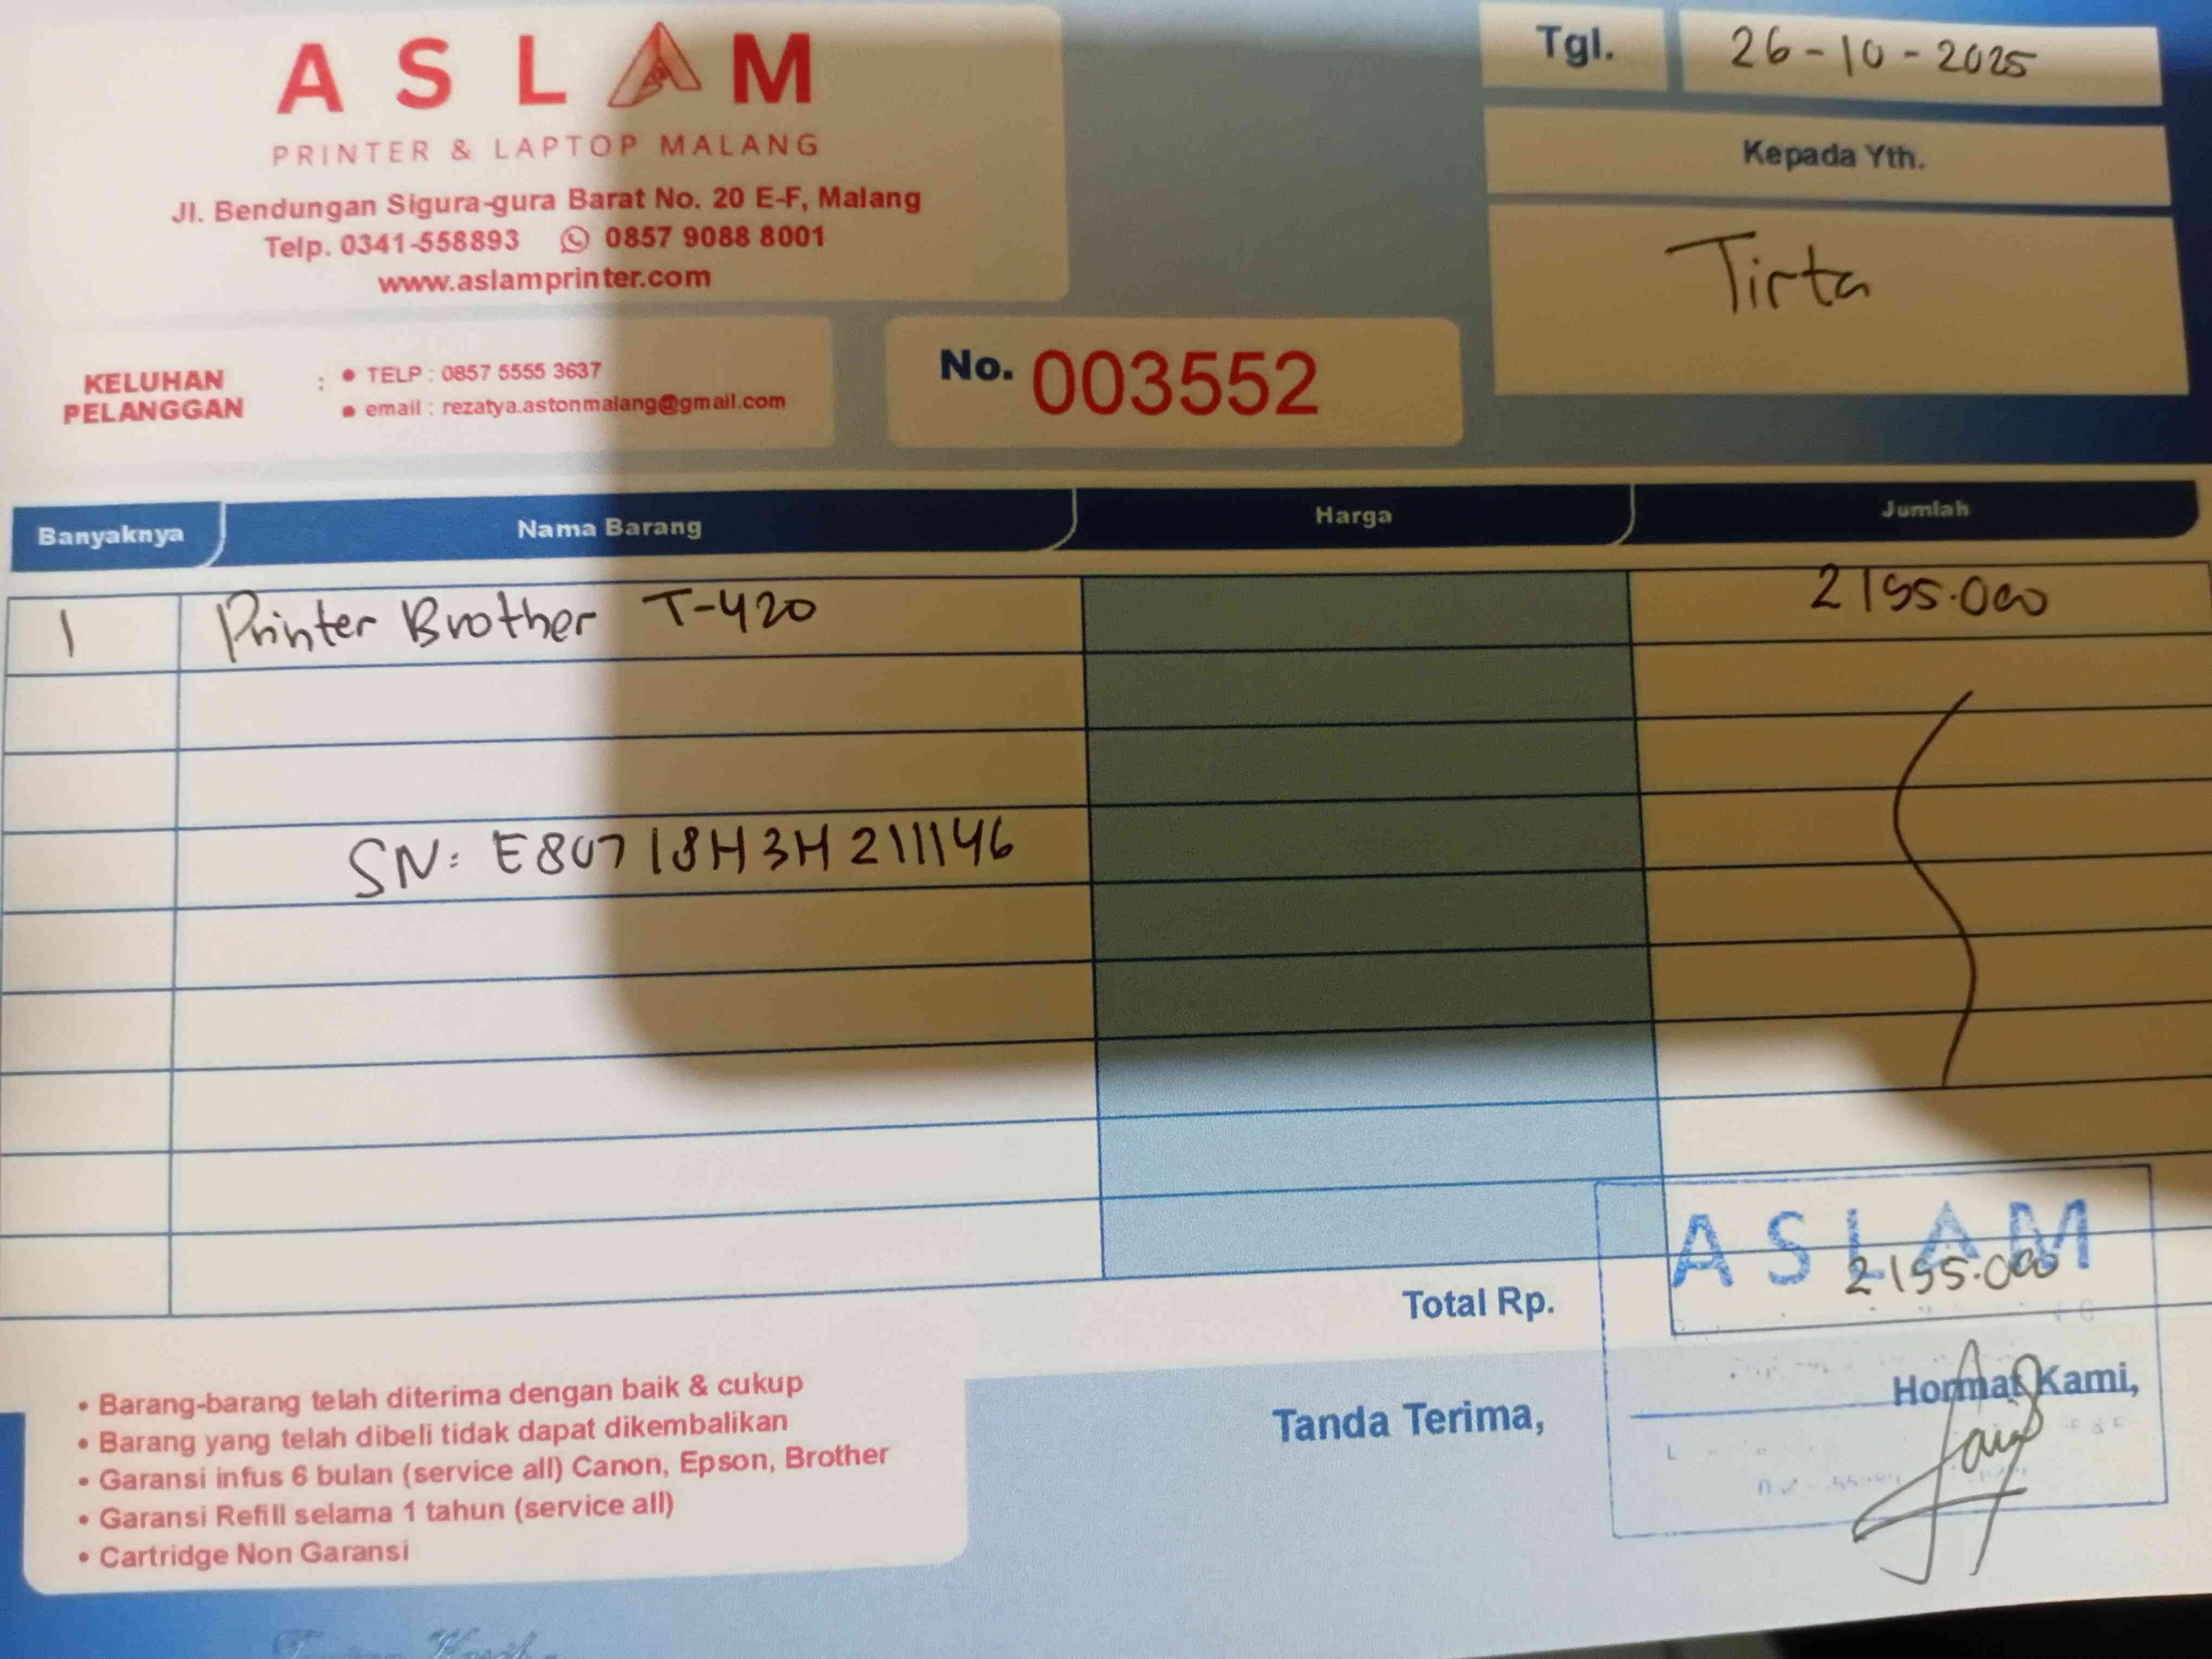 ASLAM
PRINTER & LAPTOP MALANG
Jl. Bendungan Sigura-gura Barat No. 20 E-F, Malang
Telp. 0341-558893 0857 9088 8001
www.aslamprinter.com
Tgl. 26-10-2025
Kepada Yth.
Tirta
KELUHAN PELANGGAN : • TELP : 0857 5555 3637
• email : rezatya.astonmalang@gmail.com
No. 003552
Banyaknya Nama Barang Harga Jumlah
1 Printer Brother T-420 2195.000
SN: E80718H3H211146
ASLAM
Total Rp. 2195.000
• Barang-barang telah diterima dengan baik & cukup
• Barang yang telah dibeli tidak dapat dikembalikan
• Garansi infus 6 bulan (service all) Canon, Epson, Brother
• Garansi Refill selama 1 tahun (service all)
• Cartridge Non Garansi
Tanda Terima,
Hormat Kami,